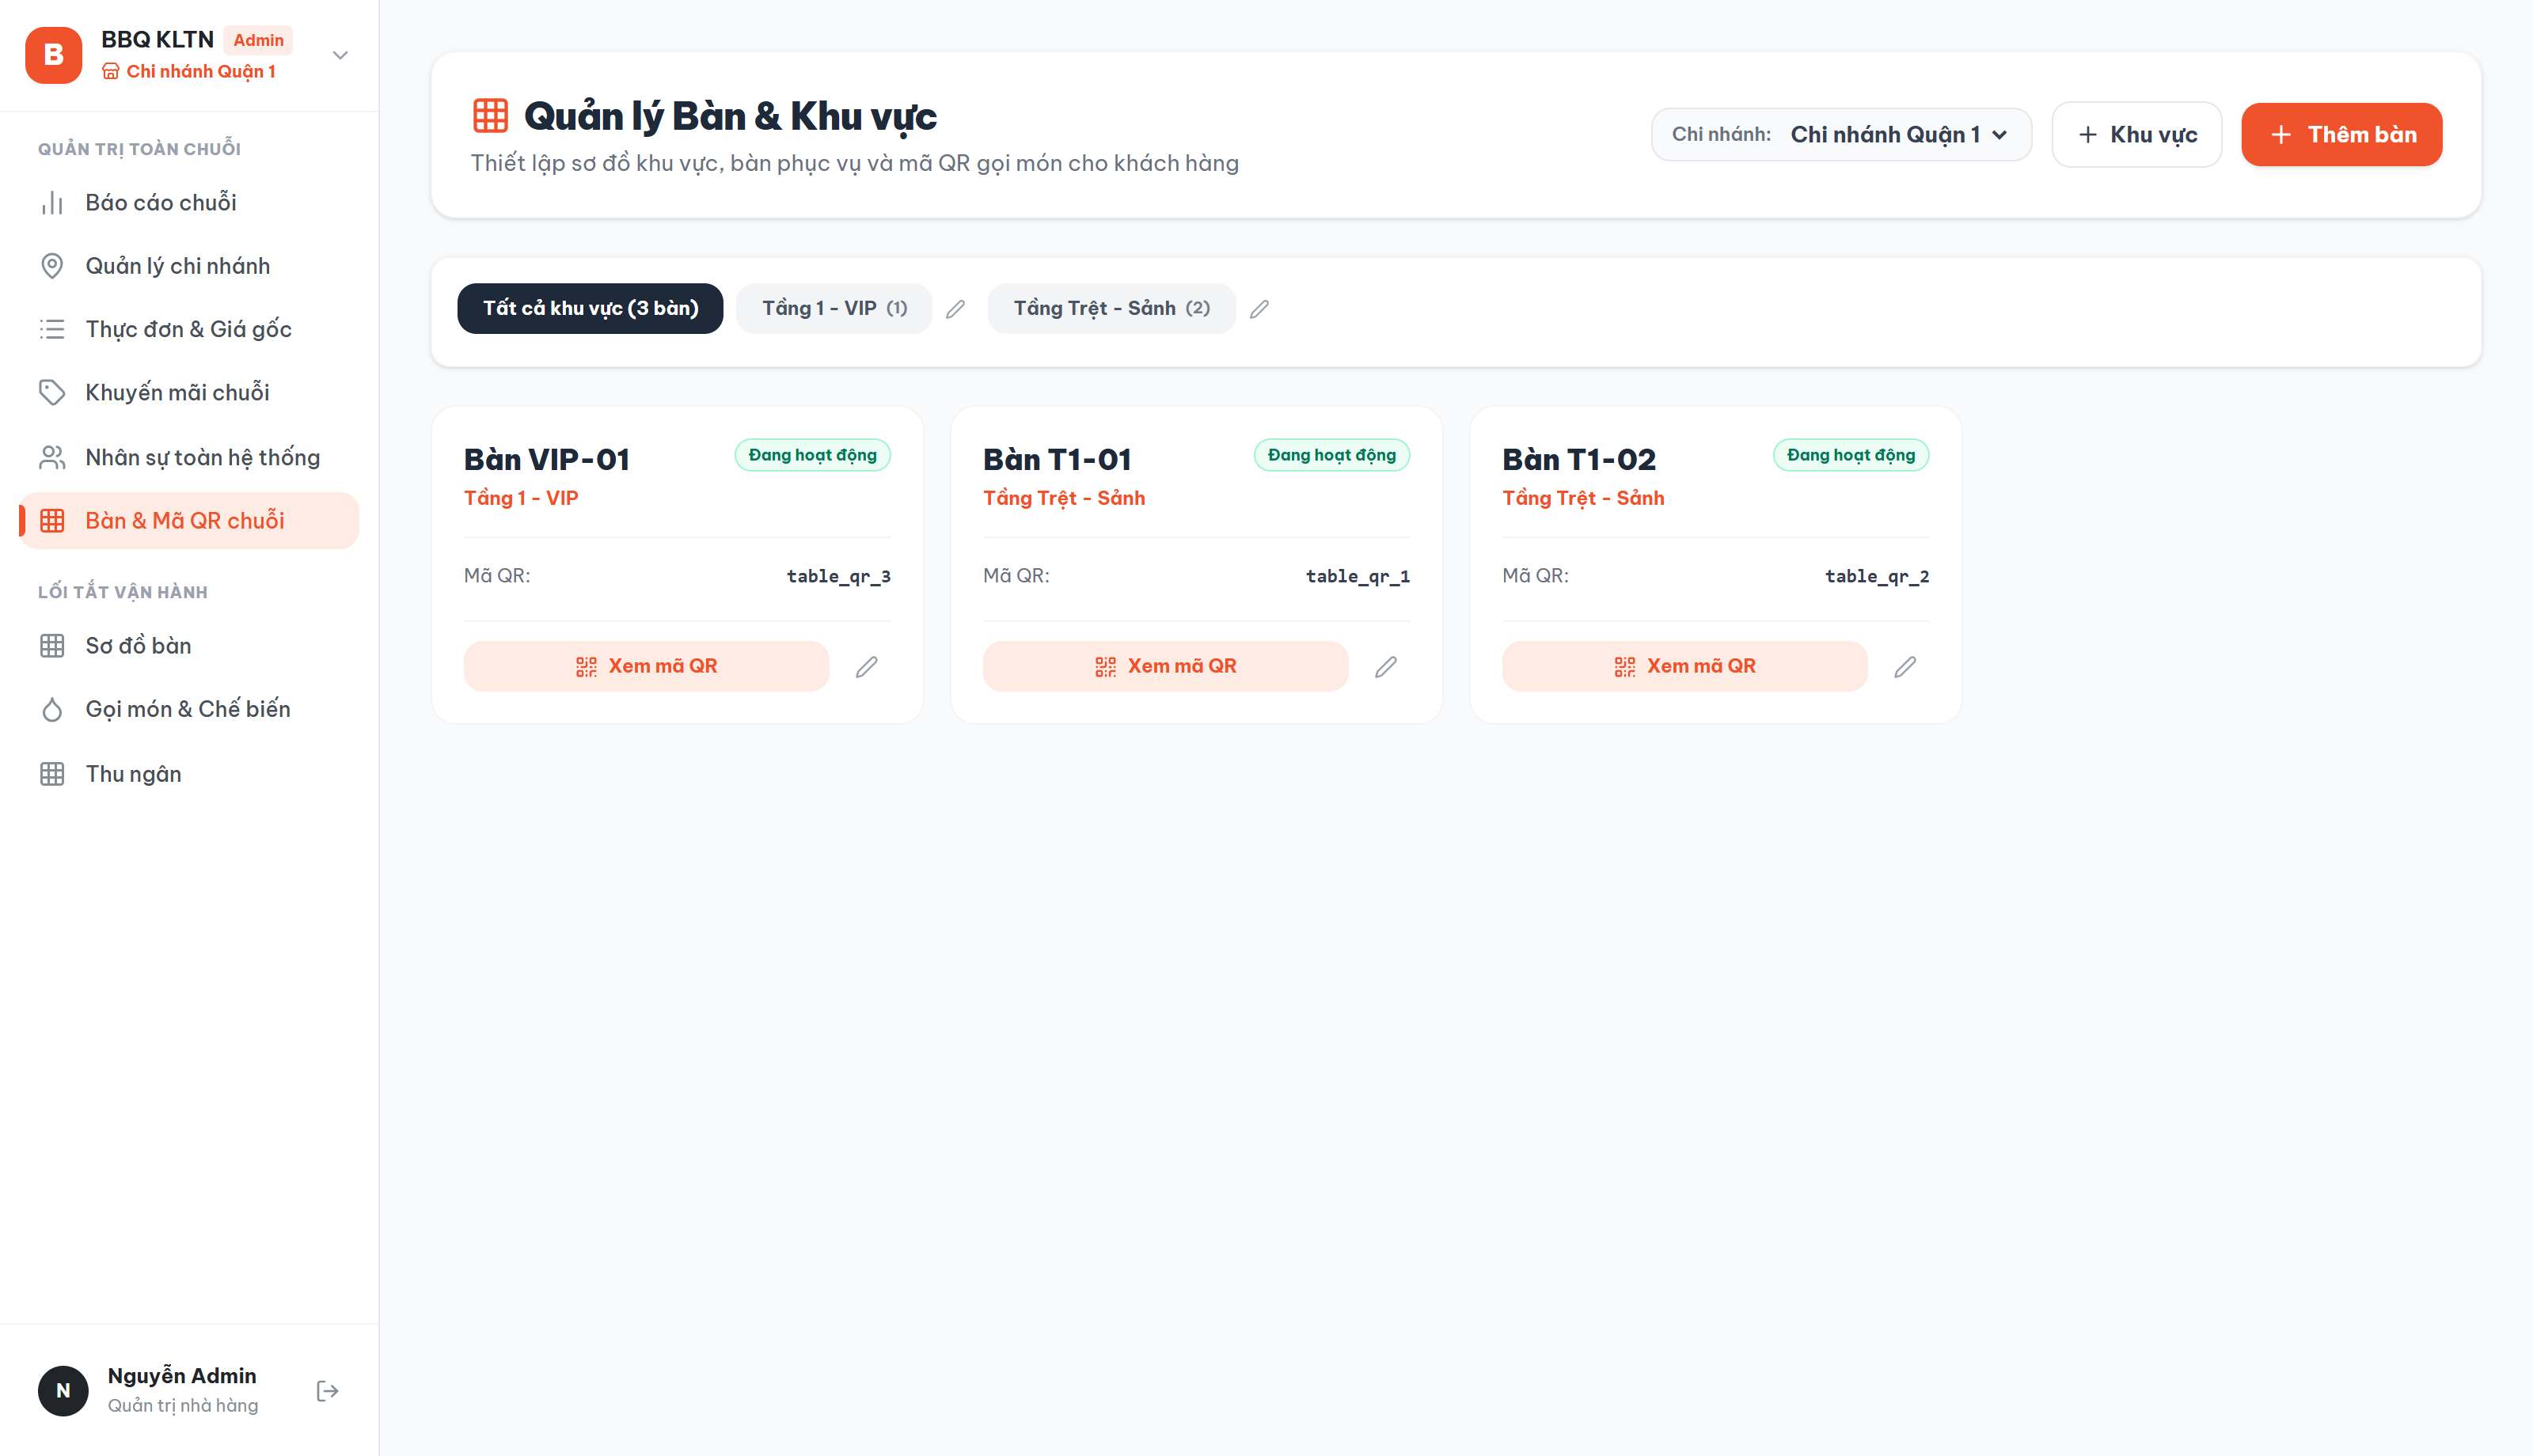 B
BBQ KLTN Admin
Chi nhánh Quận 1
QUẢN TRỊ TOÀN CHUỖI
Báo cáo chuỗi
Quản lý chi nhánh
Thực đơn & Giá gốc
Khuyến mãi chuỗi
Nhân sự toàn hệ thống
Bàn & Mã QR chuỗi
LỐI TẮT VẬN HÀNH
Sơ đồ bàn
Gọi món & Chế biến
Thu ngân
N
Nguyễn Admin
Quản trị nhà hàng
Quản lý Bàn & Khu vực
Thiết lập sơ đồ khu vực, bàn phục vụ và mã QR gọi món cho khách hàng
Chi nhánh: Chi nhánh Quận 1
+ Khu vực
+ Thêm bàn
Tất cả khu vực (3 bàn)
Tầng 1 - VIP (1)
Tầng Trệt - Sảnh (2)
Bàn VIP-01
Đang hoạt động
Tầng 1 - VIP
Mã QR: table_qr_3
Xem mã QR
Bàn T1-01
Đang hoạt động
Tầng Trệt - Sảnh
Mã QR: table_qr_1
Xem mã QR
Bàn T1-02
Đang hoạt động
Tầng Trệt - Sảnh
Mã QR: table_qr_2
Xem mã QR